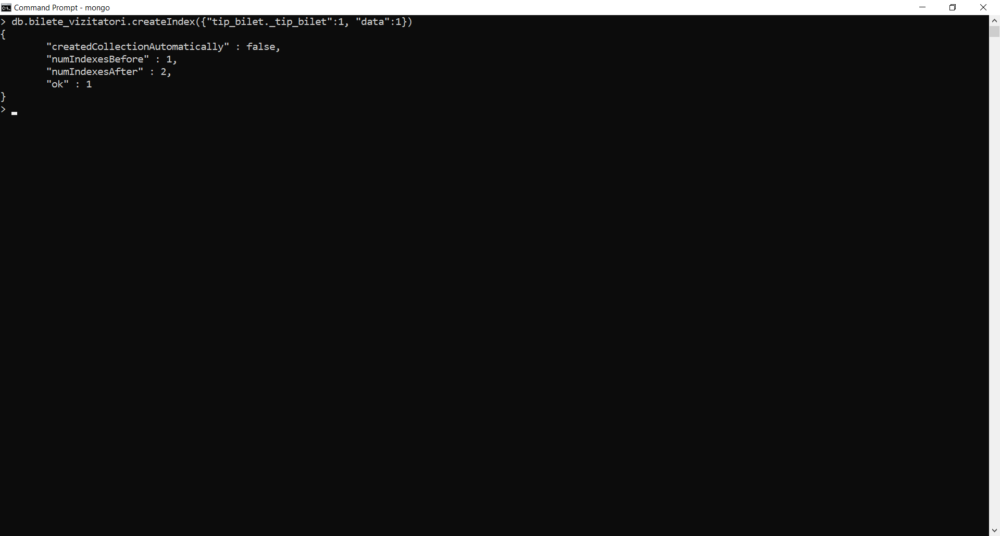 Command Prompt - mongo
> db.bilete_vizitatori.createIndex({"tip_bilet._tip_bilet":1, "data":1})
{
        "createdCollectionAutomatically" : false,
        "numIndexesBefore" : 1,
        "numIndexesAfter" : 2,
        "ok" : 1
}
>